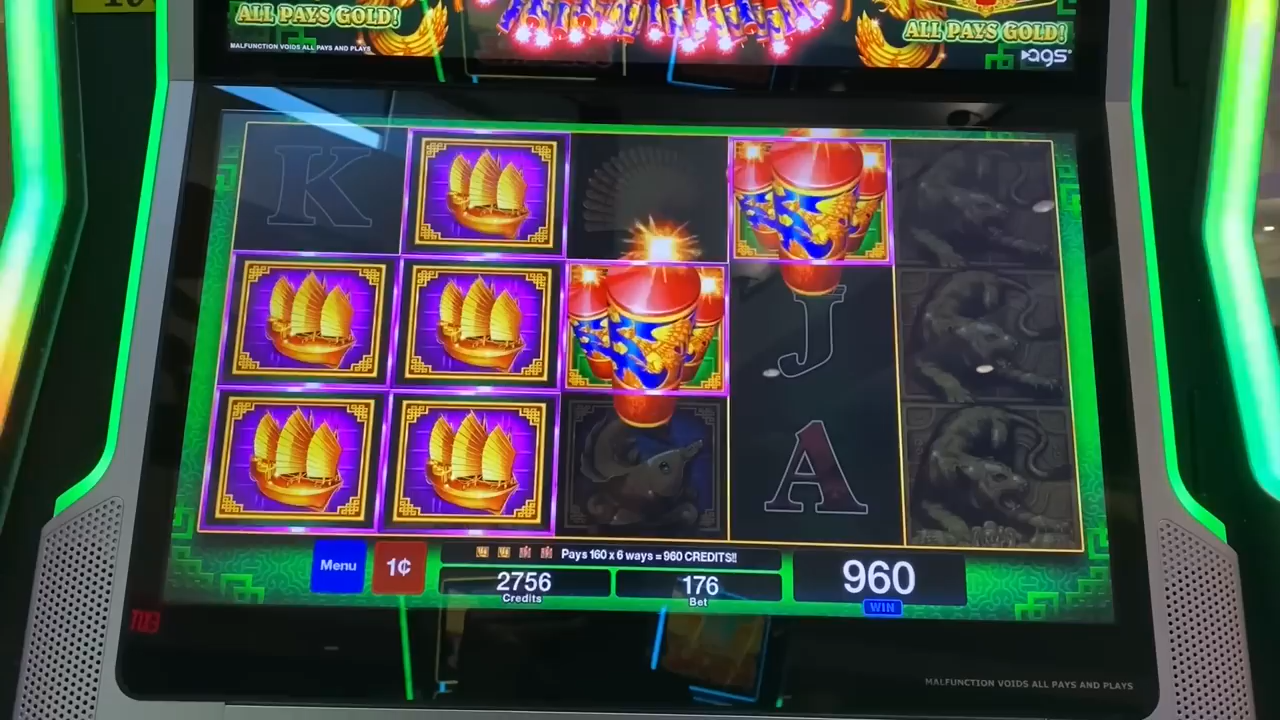 ALL PAYS GOLD!
ALL PAYS GOLD!
MALFUNCTION VOIDS ALL PAYS AND PLAYS
ags
K
J
A
Menu
1¢
Pays 160 x 6 ways = 960 CREDITS!!
2756
Credits
176
Bet
960
WIN
MALFUNCTION VOIDS ALL PAYS AND PLAYS